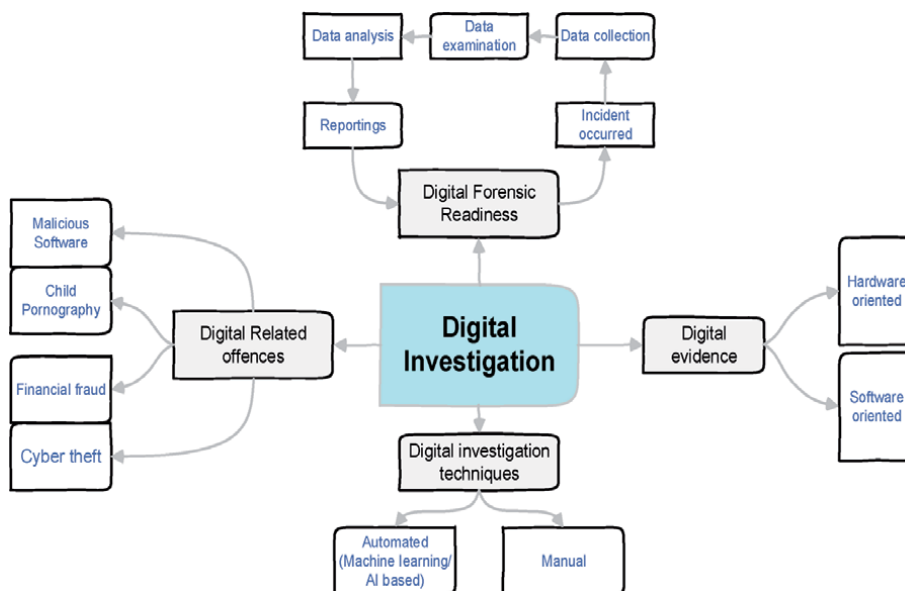 Data analysis
Data
examination
Data collection
Reportings
Incident
occurred
Digital Forensic
Readiness
Malicious
Software
Child
Pornography
Financial fraud
Cyber theft
Digital Related
offences
Digital
Investigation
Digital
evidence
Hardware
oriented
Software
oriented
Digital investigation
techniques
Automated
(Machine learning/
AI based)
Manual